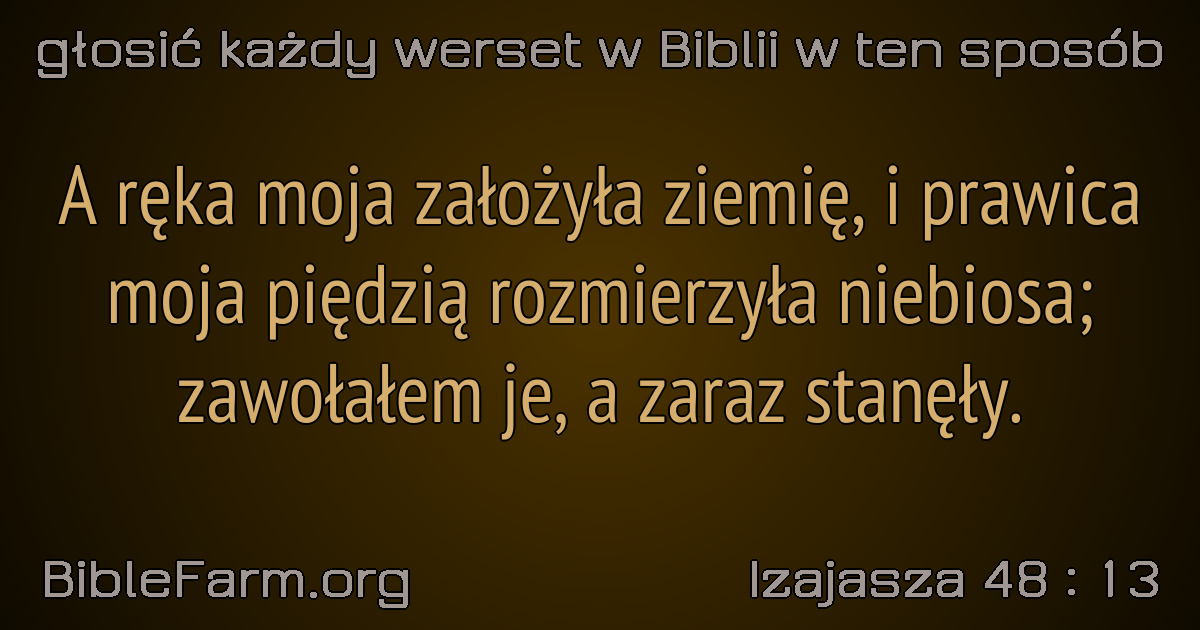 głosić każdy werset w Biblii w ten sposób
A ręka moja założyła ziemię, i prawica
moja piędzią rozmierzyła niebiosa;
zawołałem je, a zaraz stanęły.
BibleFarm.org
Izajasza 48 : 13